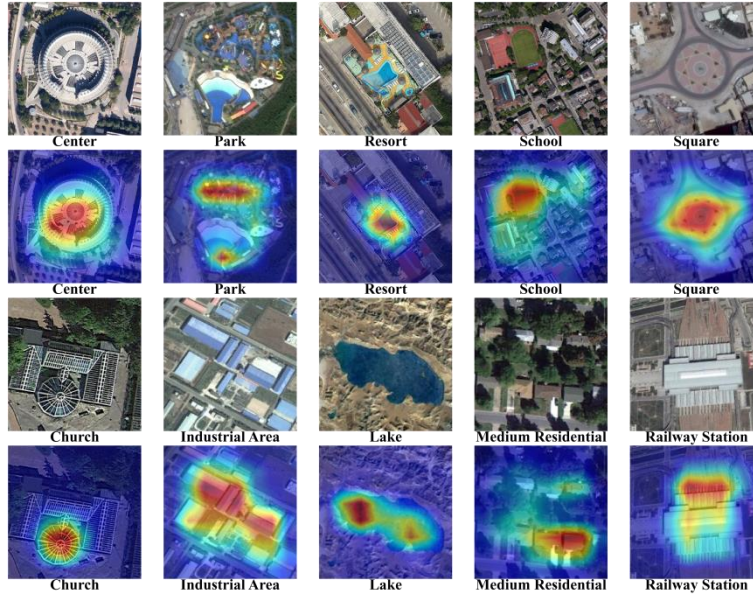 Center Park Resort School Square
Center Park Resort School Square
Church Industrial Area Lake Medium Residential Railway Station
Church Industrial Area Lake Medium Residential Railway Station